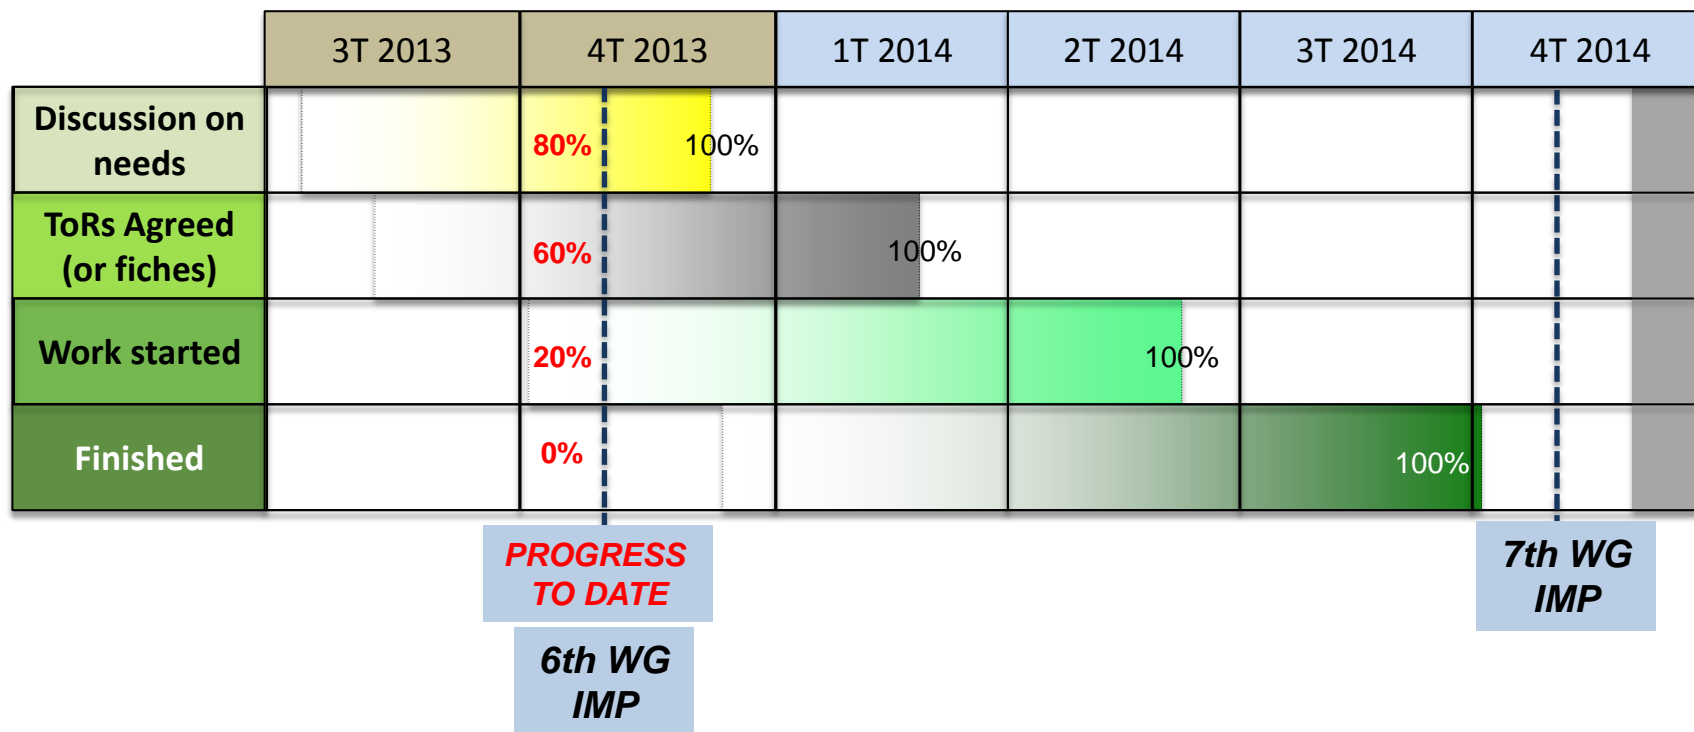 3T 2013 4T 2013 1T 2014 2T 2014 3T 2014 4T 2014
Discussion on
needs
80% 100%
ToRs Agreed
(or fiches)
60% 100%
Work started 20% 100%
Finished 0% 100%
PROGRESS
TO DATE
6th WG
IMP
7th WG
IMP